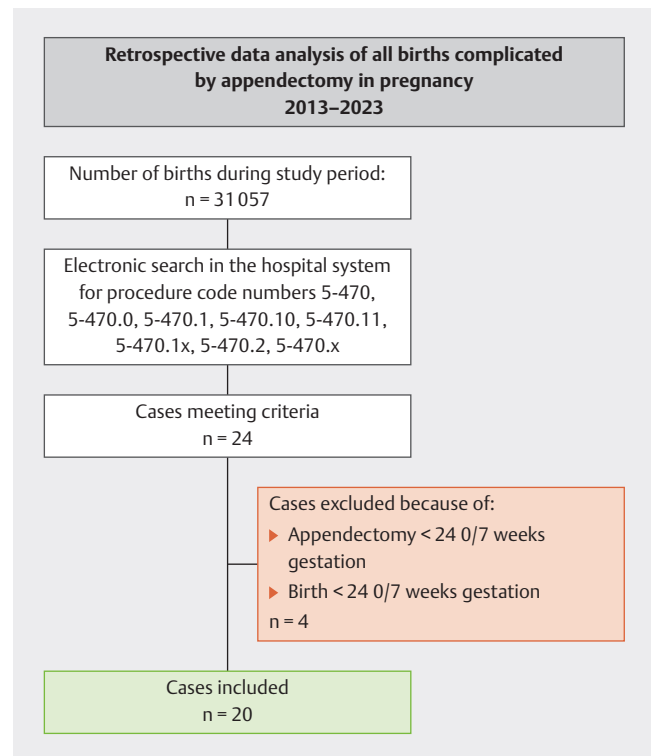 Retrospective data analysis of all births complicated
by appendectomy in pregnancy
2013–2023
Number of births during study period:
n = 31 057
Electronic search in the hospital system
for procedure code numbers 5-470,
5-470.0, 5-470.1, 5-470.10, 5-470.11,
5-470.1x, 5-470.2, 5-470.x
Cases meeting criteria
n = 24
Cases excluded because of:
Appendectomy < 24 0/7 weeks
gestation
Birth < 24 0/7 weeks gestation
n = 4
Cases included
n = 20